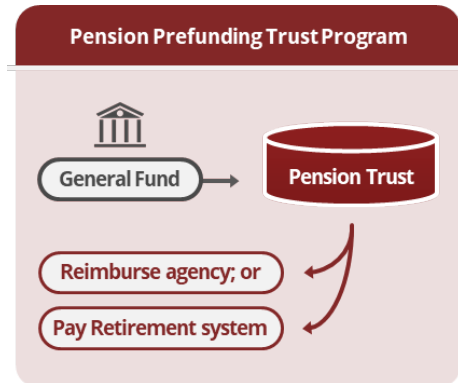 Pension Prefunding Trust Program
General Fund
Pension Trust
Reimburse agency; or
Pay Retirement system